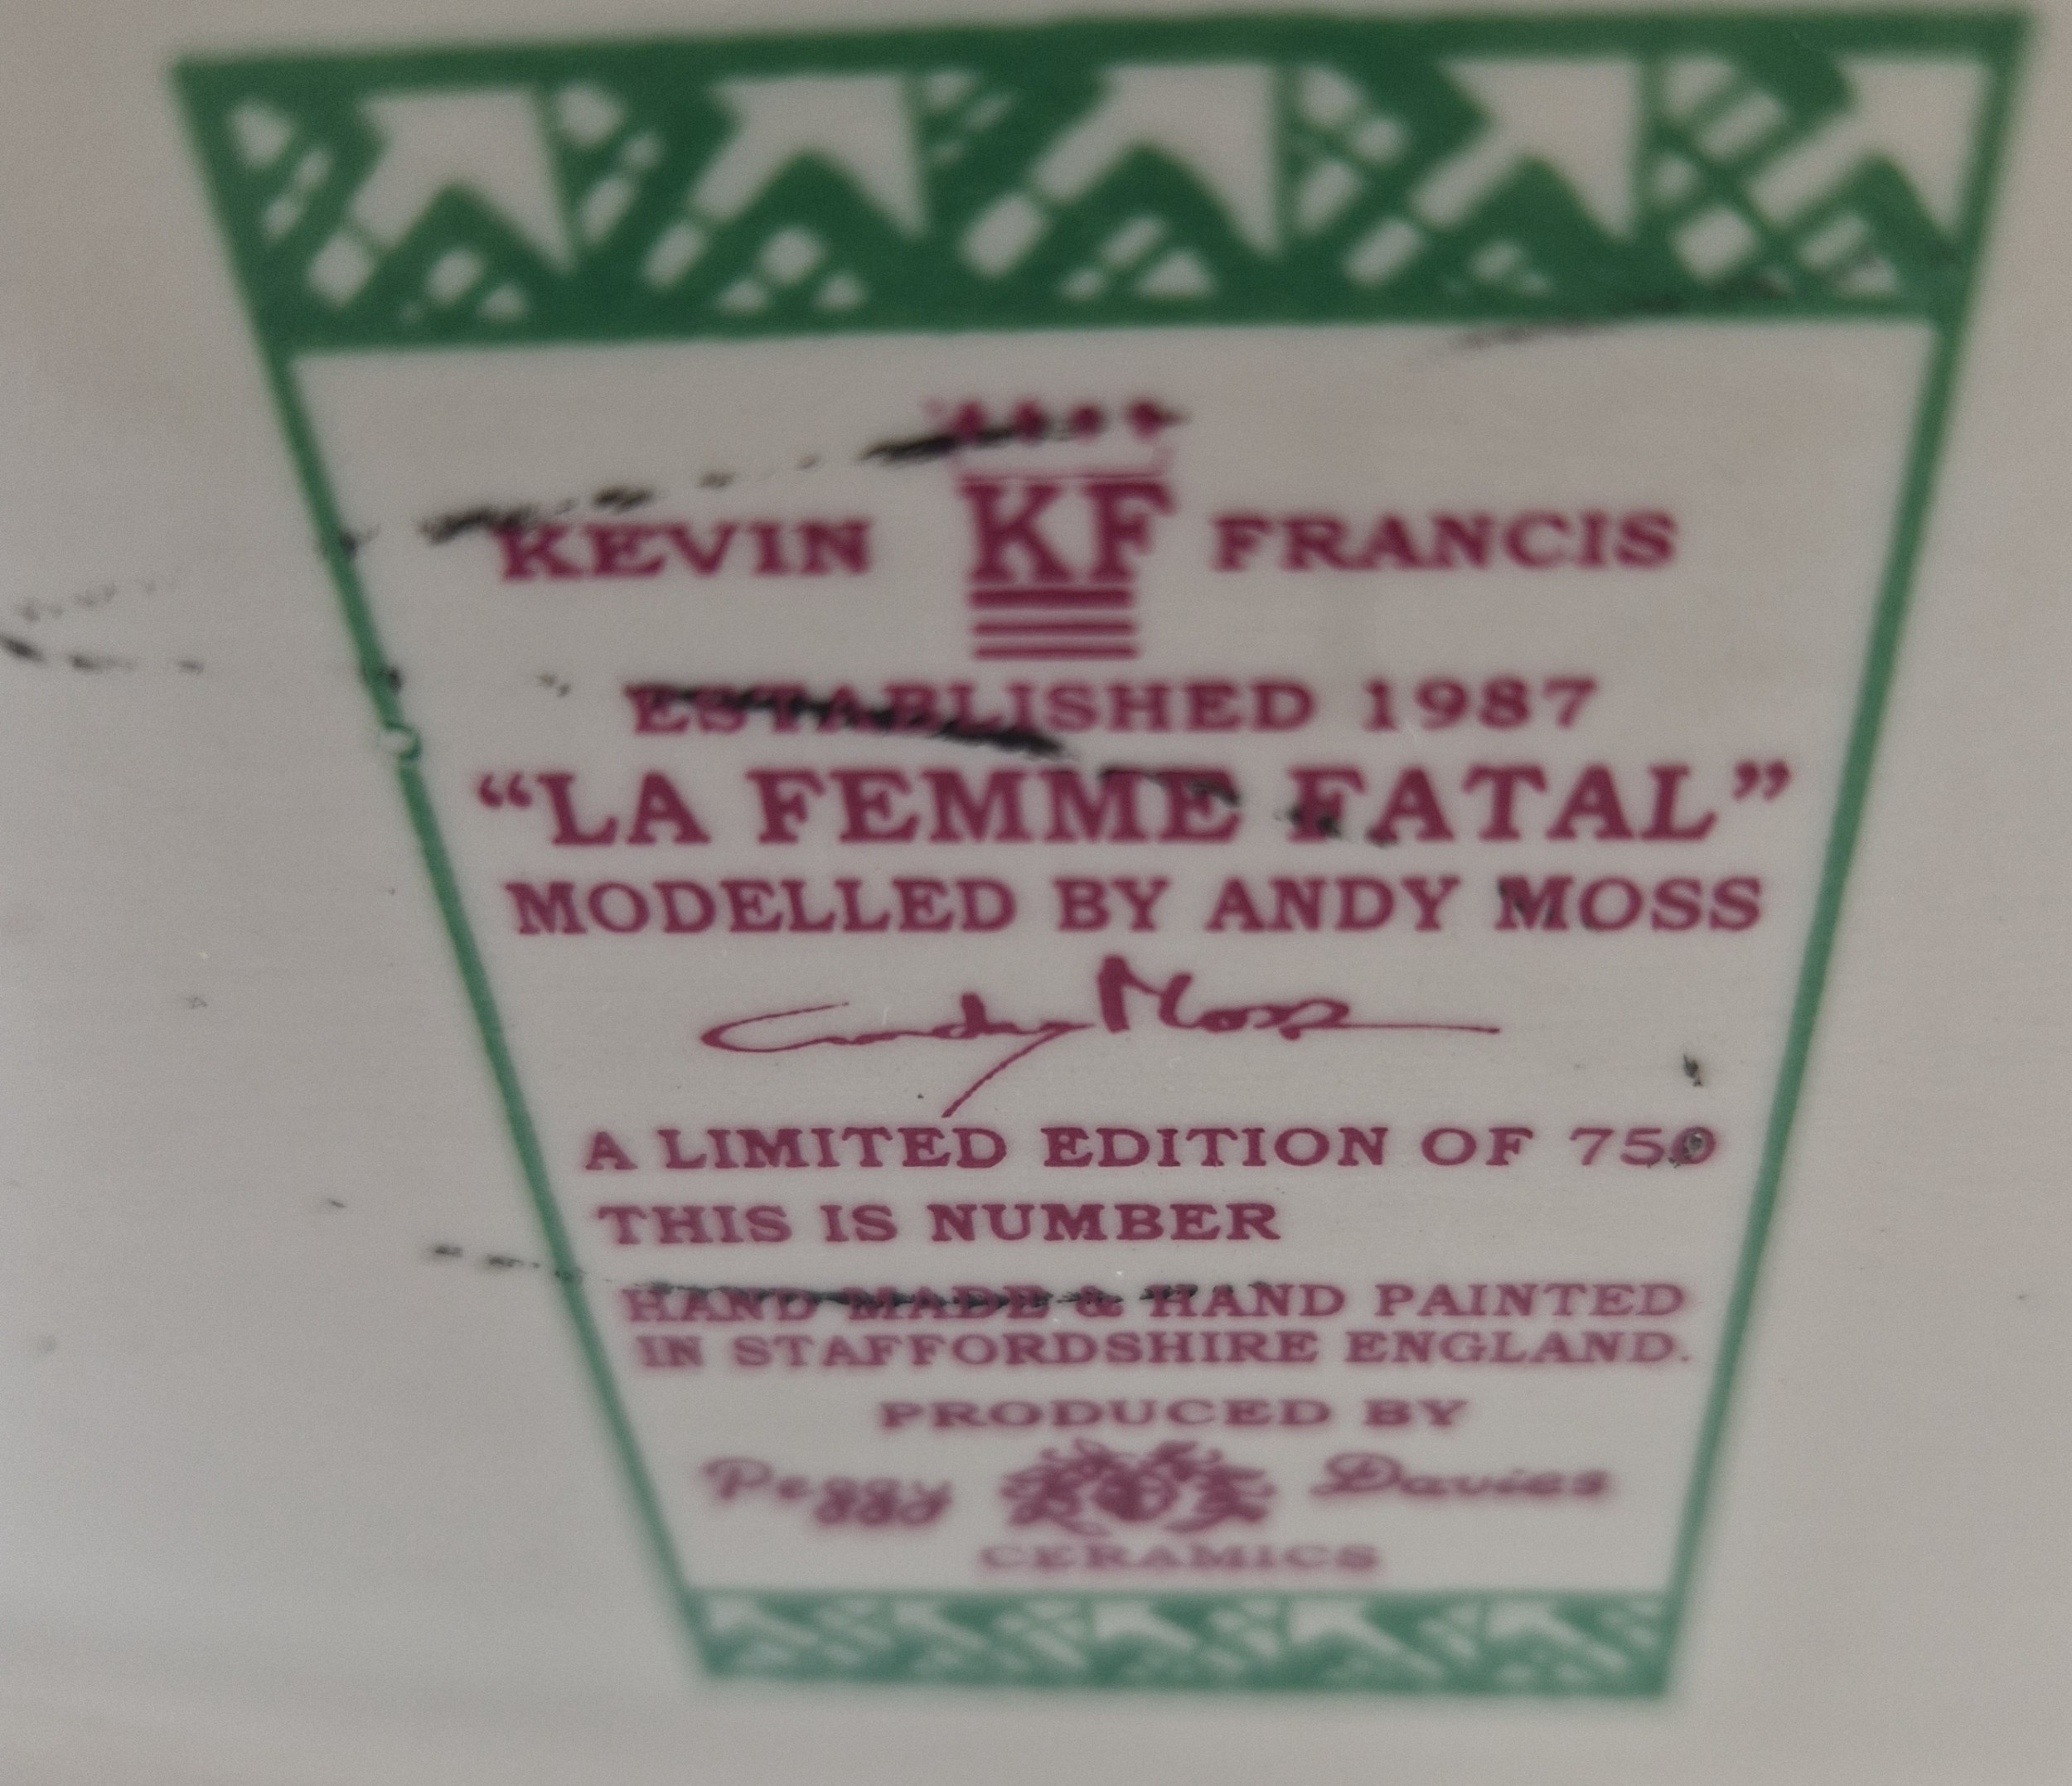 KEVIN KF FRANCIS
ESTABLISHED 1987
“LA FEMME FATAL”
MODELLED BY ANDY MOSS
Andy Moss
A LIMITED EDITION OF 750
THIS IS NUMBER
HAND MADE & HAND PAINTED
IN STAFFORDSHIRE ENGLAND.
PRODUCED BY
Peggy Davies
CERAMICS